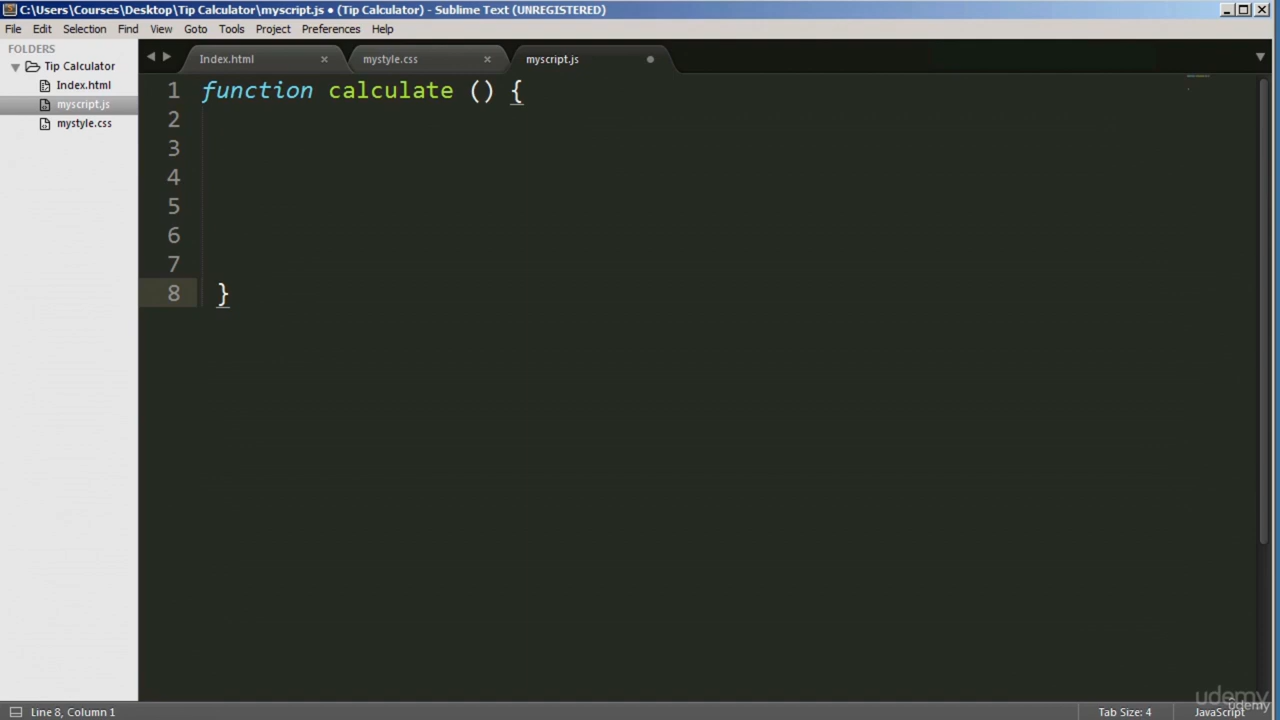 C:\Users\Courses\Desktop\Tip Calculator\myscript.js • (Tip Calculator) - Sublime Text (UNREGISTERED)
File Edit Selection Find View Goto Tools Project Preferences Help
FOLDERS
Tip Calculator
Index.html
myscript.js
mystyle.css
Index.html × mystyle.css × myscript.js
1 function calculate () {
2
3
4
5
6
7
8 }
udemy
udemy
Line 8, Column 1 Tab Size: 4 JavaScript